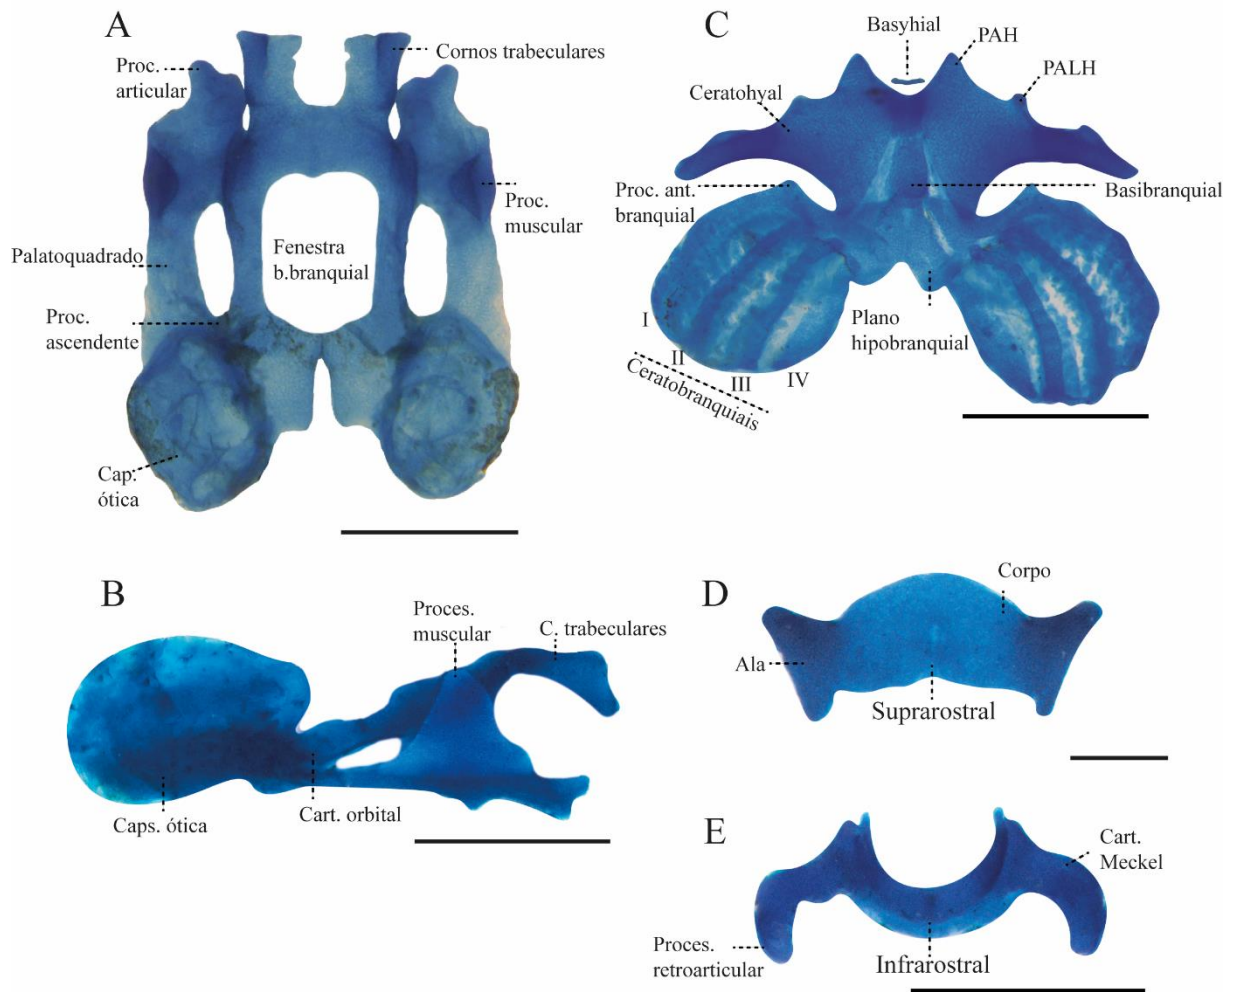 A
Cornos trabeculares
Proc.
articular
Proc.
muscular
Palatoquadrado
Fenestra
b.branquial
Proc.
ascendente
Cap.
ótica
B
Proces.
muscular
C. trabeculares
Caps. ótica
Cart. orbital
C
Basyhial
PAH
PALH
Ceratohyal
Proc. ant.
branquial
Basibranquial
I
II
III
IV
Ceratobranquiais
Plano
hipobranquial
D
Corpo
Ala
Suprarostral
E
Cart.
Meckel
Proces.
retroarticular
Infrarostral